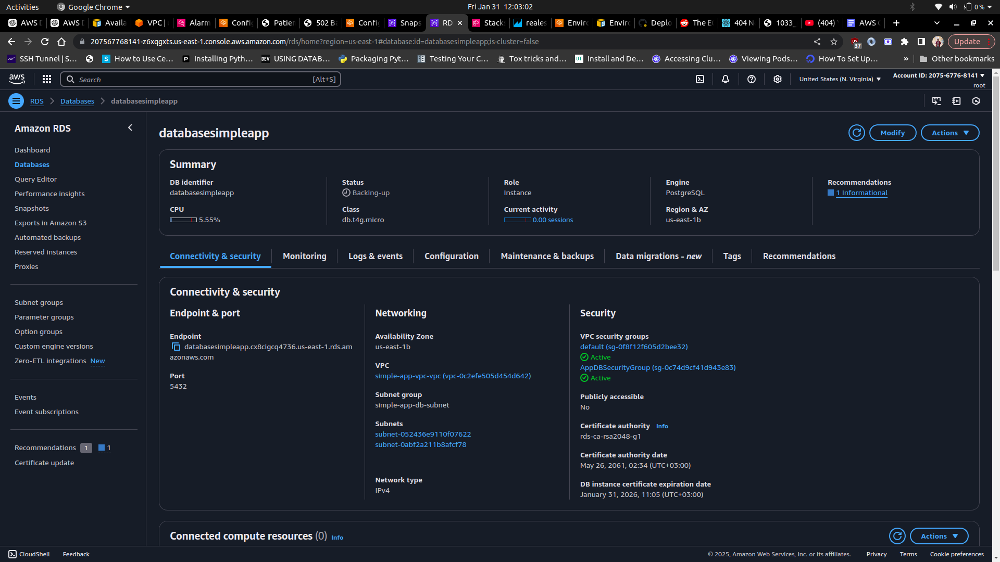 Activities
Google Chrome
Fri Jan 31 12:03:02
0 %
AWS D
AWS D
Availa
VPC |
Alarm
Config
Patien
502 Ba
Config
Snaps
RD
Stacks
reales
Enviro
Enviro
Deplo
The EC
404 N
1033_
(404)
AWS C
207567768141-z6xqgxts.us-east-1.console.aws.amazon.com/rds/home?region=us-east-1#database:id=databasesimpleapp;is-cluster=false
37
Update
SSH Tunnel | S...
How to Use Ce...
Installing Pyth...
DEV
USING DATAB...
Packaging Pyt...
Testing Your C...
Tox tricks and...
UT
Install and De...
Accessing Clu...
Viewing Pods...
How To Set Up...
»
Other bookmarks
aws
Search
[Alt+S]
United States (N. Virginia)
Account ID: 2075-6776-8141
root
RDS
Databases
databasesimpleapp
Amazon RDS
Dashboard
Databases
Query Editor
Performance insights
Snapshots
Exports in Amazon S3
Automated backups
Reserved instances
Proxies
Subnet groups
Parameter groups
Option groups
Custom engine versions
Zero-ETL integrations New
Events
Event subscriptions
Recommendations 1 1
Certificate update
databasesimpleapp
Modify
Actions
Summary
DB identifier
databasesimpleapp
CPU
5.55%
Status
Backing-up
Class
db.t4g.micro
Role
Instance
Current activity
0.00 sessions
Engine
PostgreSQL
Region & AZ
us-east-1b
Recommendations
1 Informational
Connectivity & security
Monitoring
Logs & events
Configuration
Maintenance & backups
Data migrations - new
Tags
Recommendations
Connectivity & security
Endpoint & port
Endpoint
databasesimpleapp.cx8cigcq4736.us-east-1.rds.am
azonaws.com
Port
5432
Networking
Availability Zone
us-east-1b
VPC
simple-app-vpc-vpc (vpc-0c2efe505d454d642)
Subnet group
simple-app-db-subnet
Subnets
subnet-052436e9110f07622
subnet-0abf2a211b8afcf78
Network type
IPv4
Security
VPC security groups
default (sg-0f8f12f605d2bee32)
Active
AppDBSecurityGroup (sg-0c74d9cf41d943e83)
Active
Publicly accessible
No
Certificate authority Info
rds-ca-rsa2048-g1
Certificate authority date
May 26, 2061, 02:34 (UTC+03:00)
DB instance certificate expiration date
January 31, 2026, 11:05 (UTC+03:00)
Connected compute resources (0) Info
Actions
CloudShell
Feedback
© 2025, Amazon Web Services, Inc. or its affiliates.
Privacy
Terms
Cookie preferences